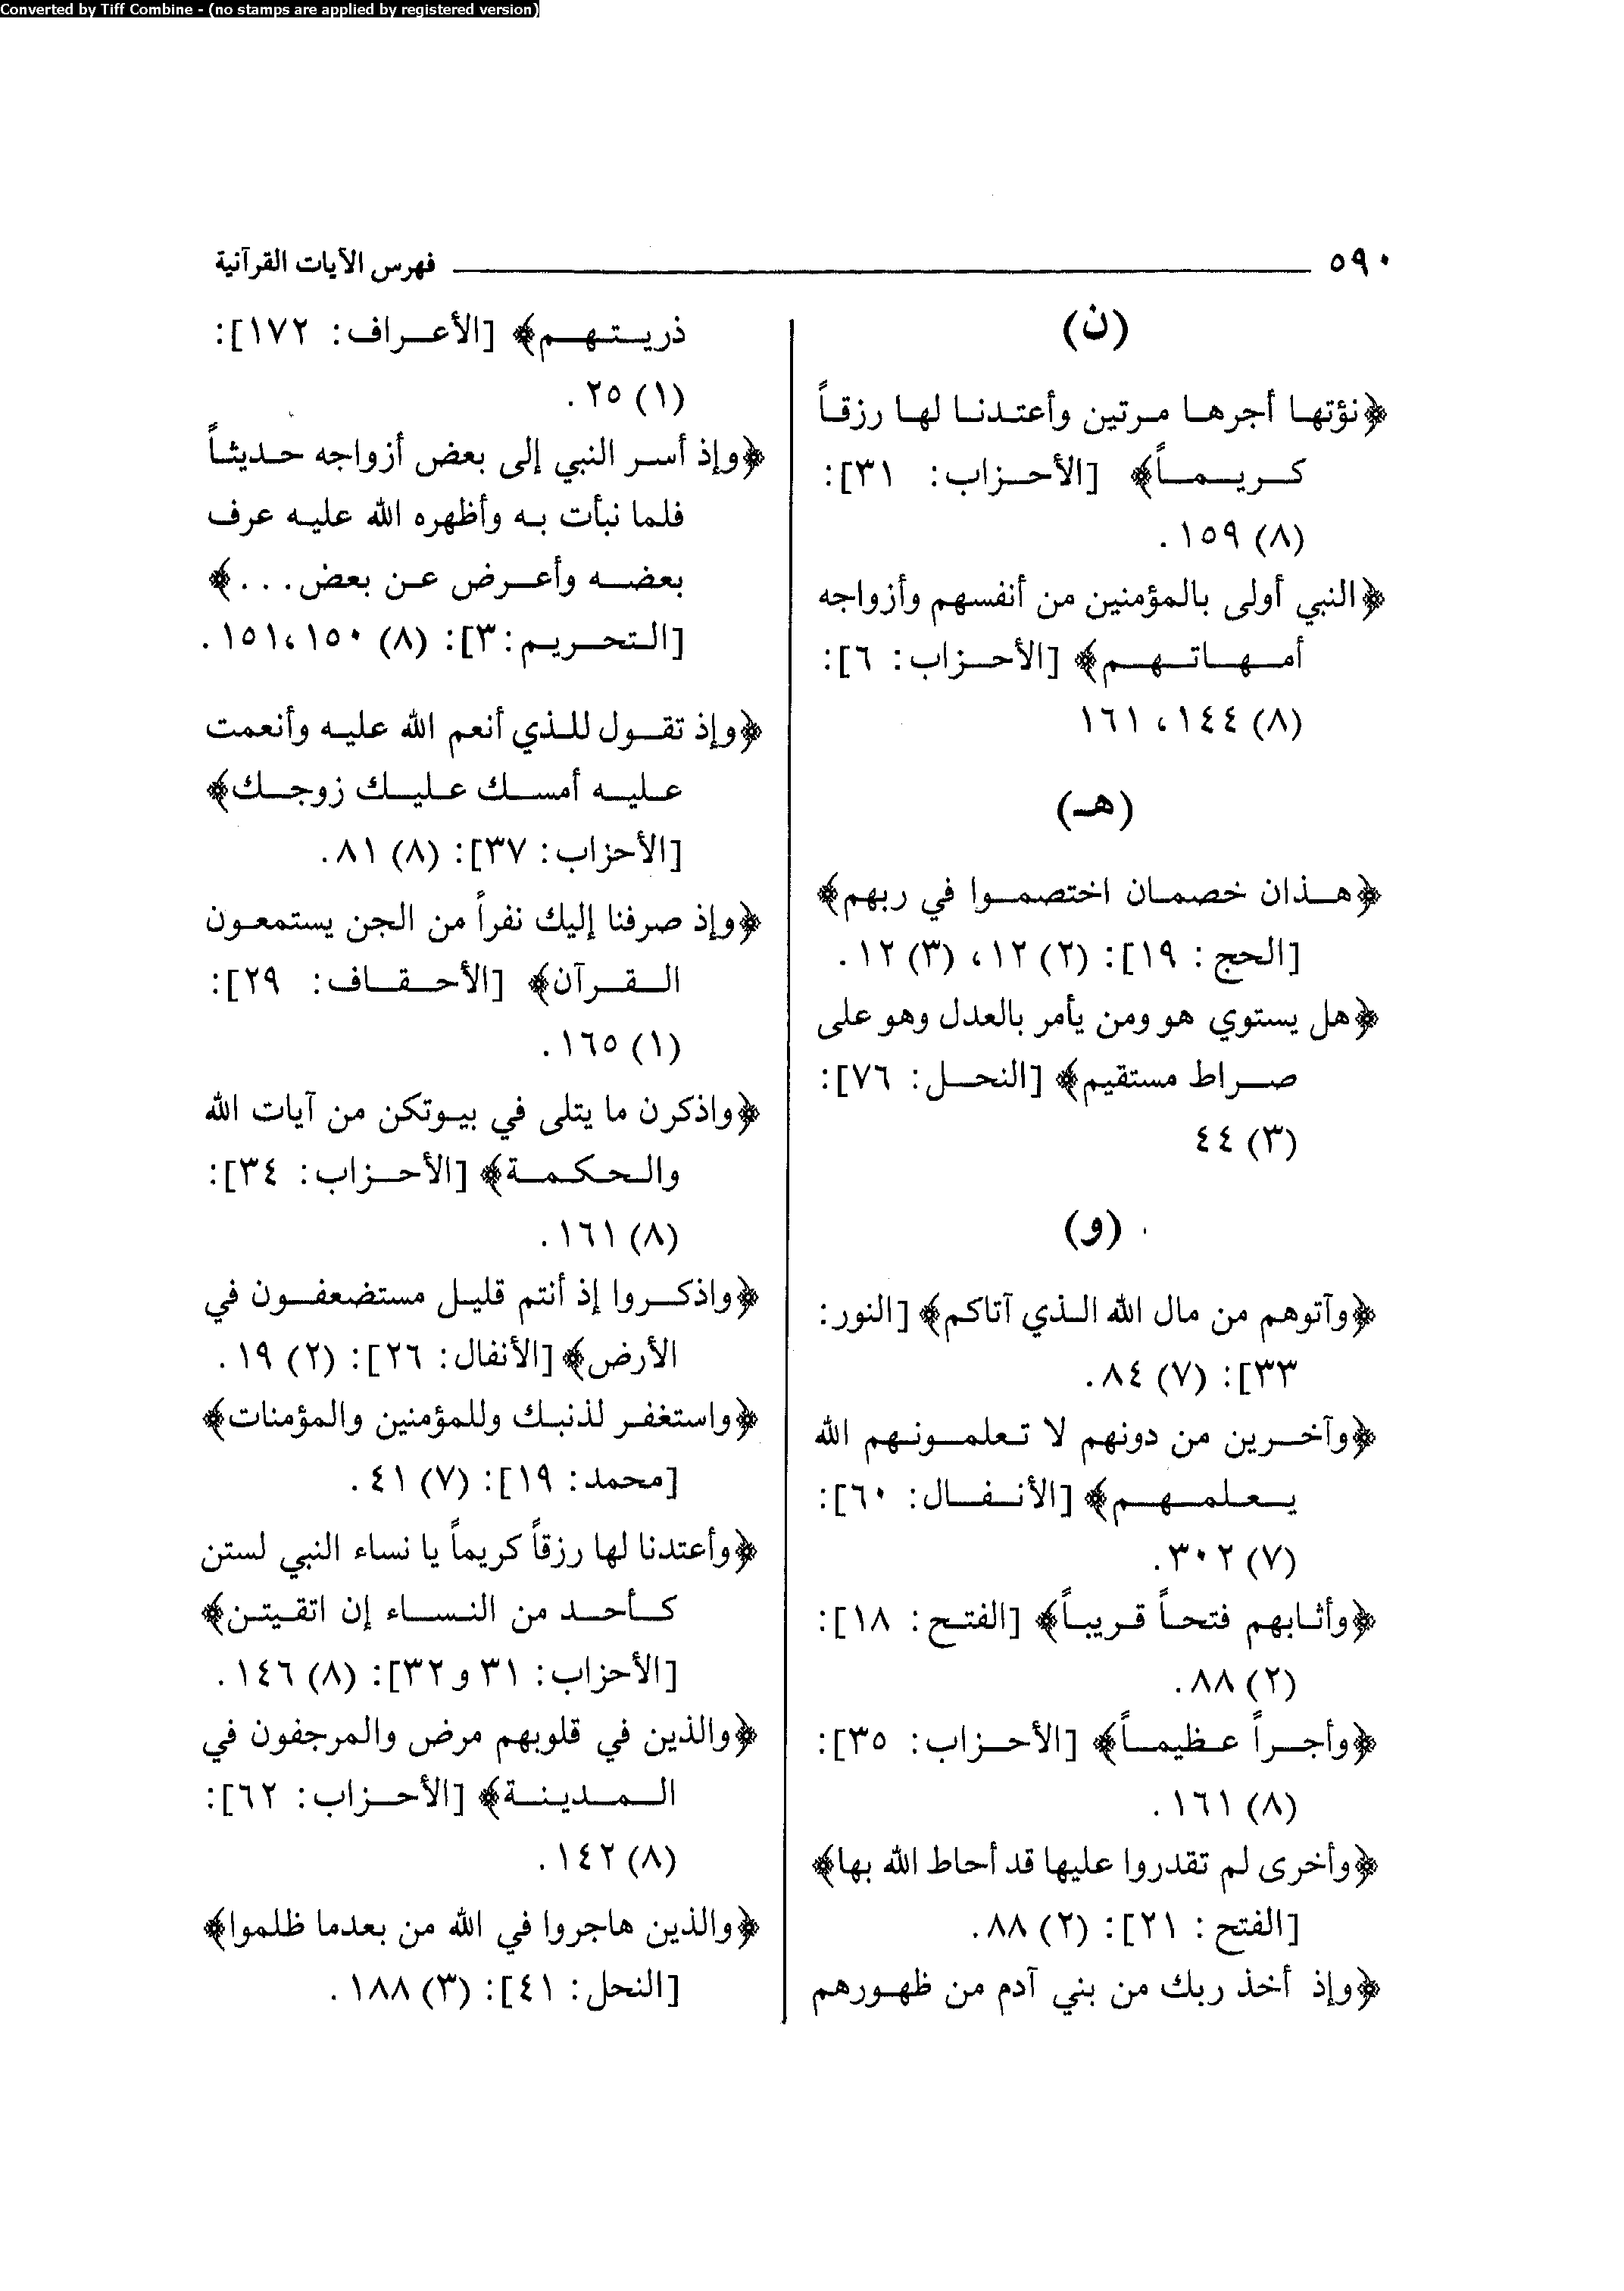 Converted by Tiff Combine - (no stamps are applied by registered version)
٥٩٠ فهرس الآيات القرآنية
(ن)
﴿نؤتها أجرها مرتين وأعتدنا لها رزقاً
كريماً﴾ [الأحزاب: ٣١]:
(٨) ١٥٩.
﴿النبي أولى بالمؤمنين من أنفسهم وأزواجه
أمهاتهم﴾ [الأحزاب: ٦]:
(٨) ١٤٤، ١٦١
(هـ)
﴿هذان خصمان اختصموا في ربهم﴾
[الحج: ١٩]: (٢) ١٢، (٣) ١٢.
﴿هل يستوي هو ومن يأمر بالعدل وهو على
صراط مستقيم﴾ [النحل: ٧٦]:
(٣) ٤٤
(و)
﴿وآتوهم من مال الله الذي آتاكم﴾ [النور:
٣٣]: (٧) ٨٤.
﴿وآخرين من دونهم لا تعلمونهم الله
يعلمهم﴾ [الأنفال: ٦٠]:
(٧) ٣٠٢.
﴿وأثابهم فتحاً قريباً﴾ [الفتح: ١٨]:
(٢) ٨٨.
﴿وأجراً عظيماً﴾ [الأحزاب: ٣٥]:
(٨) ١٦١.
﴿وأخرى لم تقدروا عليها قد أحاط الله بها﴾
[الفتح: ٢١]: (٢) ٨٨.
﴿وإذ أخذ ربك من بني آدم من ظهورهم
ذريتهم﴾ [الأعراف: ١٧٢]:
(١) ٢٥.
﴿وإذ أسر النبي إلى بعض أزواجه حديثاً
فلما نبأت به وأظهره الله عليه عرف
بعضه وأعرض عن بعض...﴾
[التحريم:٣]: (٨) ١٥٠، ١٥١.
﴿وإذ تقول للذي أنعم الله عليه وأنعمت
عليه أمسك عليك زوجك﴾
[الأحزاب: ٣٧]: (٨) ٨١.
﴿وإذ صرفنا إليك نفراً من الجن يستمعون
القرآن﴾ [الأحقاف: ٢٩]:
(١) ١٦٥.
﴿واذكرن ما يتلى في بيوتكن من آيات الله
والحكمة﴾ [الأحزاب: ٣٤]:
(٨) ١٦١.
﴿واذكروا إذ أنتم قليل مستضعفون في
الأرض﴾ [الأنفال: ٢٦]: (٢) ١٩.
﴿واستغفر لذنبك وللمؤمنين والمؤمنات﴾
[محمد: ١٩]: (٧) ٤١.
﴿وأعتدنا لها رزقاً كريماً يا نساء النبي لستن
كأحد من النساء إن اتقيتن﴾
[الأحزاب: ٣١ و ٣٢]: (٨) ١٤٦.
﴿والذين في قلوبهم مرض والمرجفون في
المدينة﴾ [الأحزاب: ٦٢]:
(٨) ١٤٢.
﴿والذين هاجروا في الله من بعدما ظلموا﴾
[النحل: ٤١]: (٣) ١٨٨.